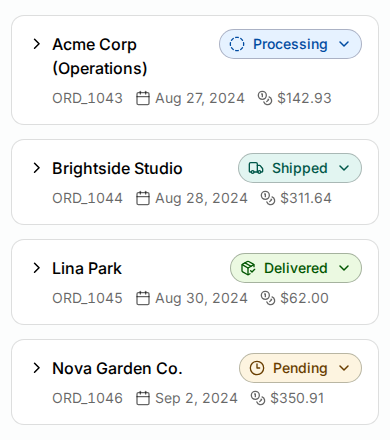 Acme Corp Processing
(Operations)
ORD_1043 Aug 27, 2024 $142.93
Brightside Studio Shipped
ORD_1044 Aug 28, 2024 $311.64
Lina Park Delivered
ORD_1045 Aug 30, 2024 $62.00
Nova Garden Co. Pending
ORD_1046 Sep 2, 2024 $350.91